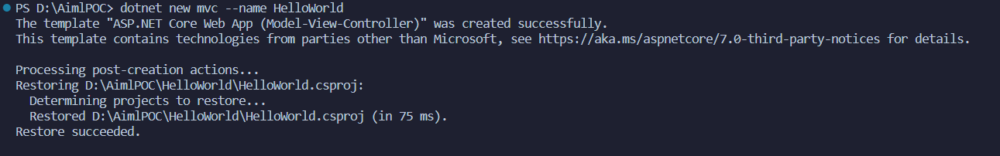 PS D:\AimlPOC> dotnet new mvc --name HelloWorld
The template "ASP.NET Core Web App (Model-View-Controller)" was created successfully.
This template contains technologies from parties other than Microsoft, see https://aka.ms/aspnetcore/7.0-third-party-notices for details.

Processing post-creation actions...
Restoring D:\AimlPOC\HelloWorld\HelloWorld.csproj:
  Determining projects to restore...
  Restored D:\AimlPOC\HelloWorld\HelloWorld.csproj (in 75 ms).
Restore succeeded.